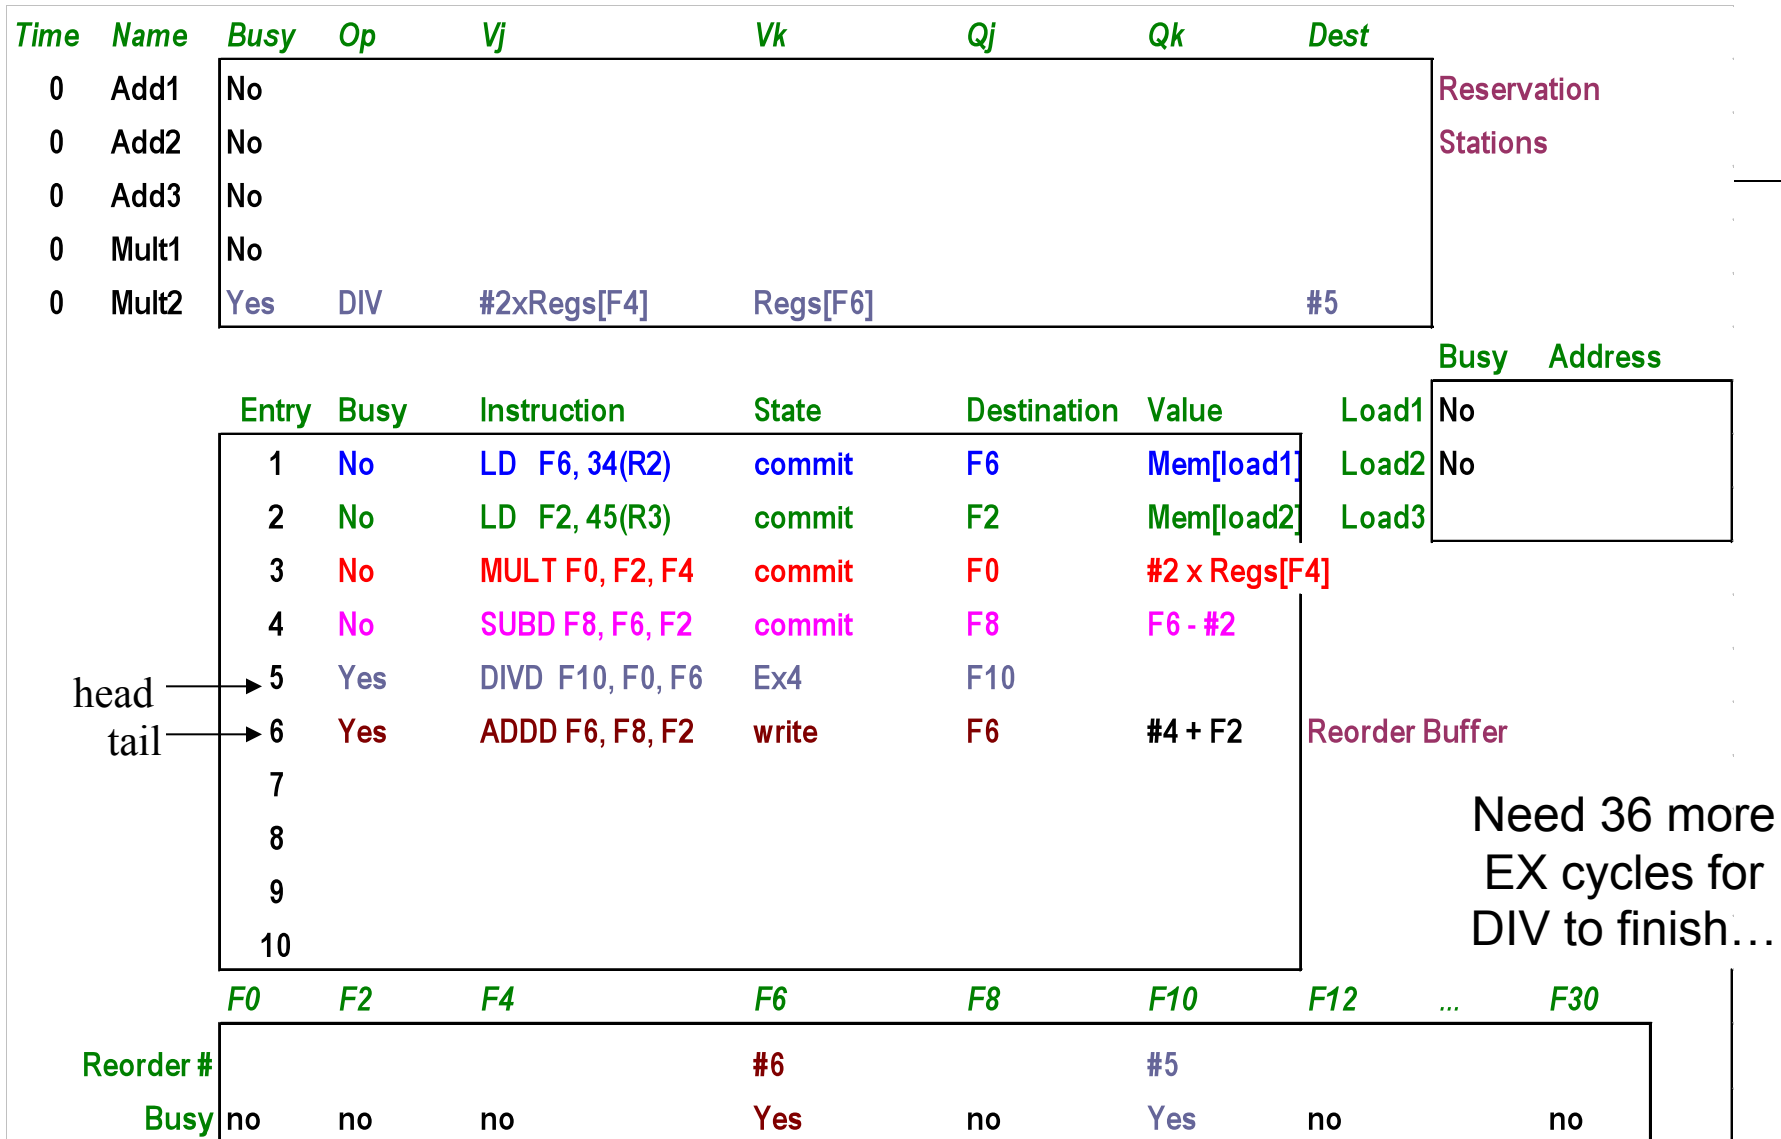 Time Name Busy Op Vj Vk Qj Qk Dest
0 Add1 No Reservation
0 Add2 No Stations
0 Add3 No
0 Mult1 No
0 Mult2 Yes DIV #2xRegs[F4] Regs[F6] #5
Busy Address
Entry Busy Instruction State Destination Value Load1 No
1 No LD F6, 34(R2) commit F6 Mem[load1] Load2 No
2 No LD F2, 45(R3) commit F2 Mem[load2] Load3
3 No MULT F0, F2, F4 commit F0 #2 x Regs[F4]
4 No SUBD F8, F6, F2 commit F8 F6 - #2
head 5 Yes DIVD F10, F0, F6 Ex4 F10
tail 6 Yes ADDD F6, F8, F2 write F6 #4 + F2 Reorder Buffer
7
8
9
10
Need 36 more
EX cycles for
DIV to finish…
F0 F2 F4 F6 F8 F10 F12 ... F30
Reorder # #6 #5
Busy no no no Yes no Yes no no